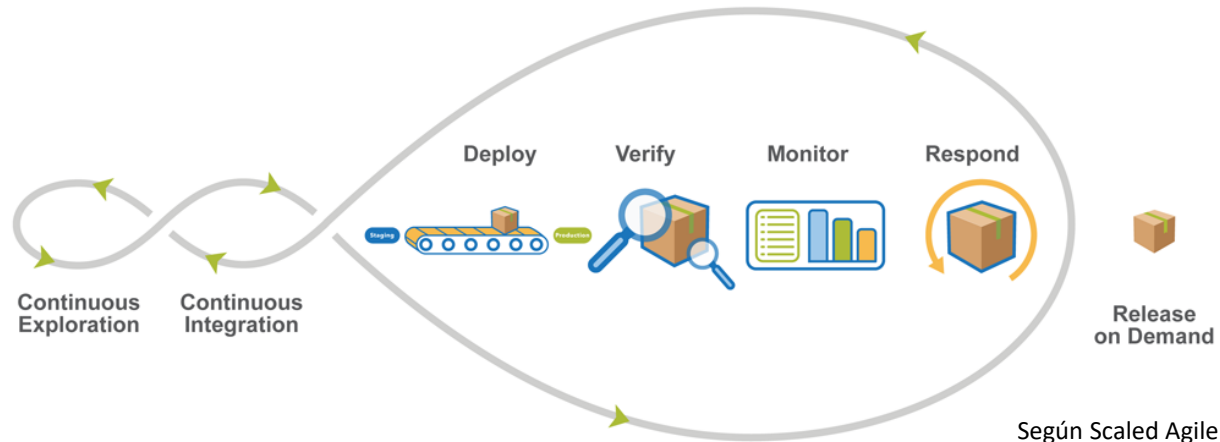 Deploy
Verify
Monitor
Respond
Staging
Production
Continuous
Exploration
Continuous
Integration
Release
on Demand
Según Scaled Agile